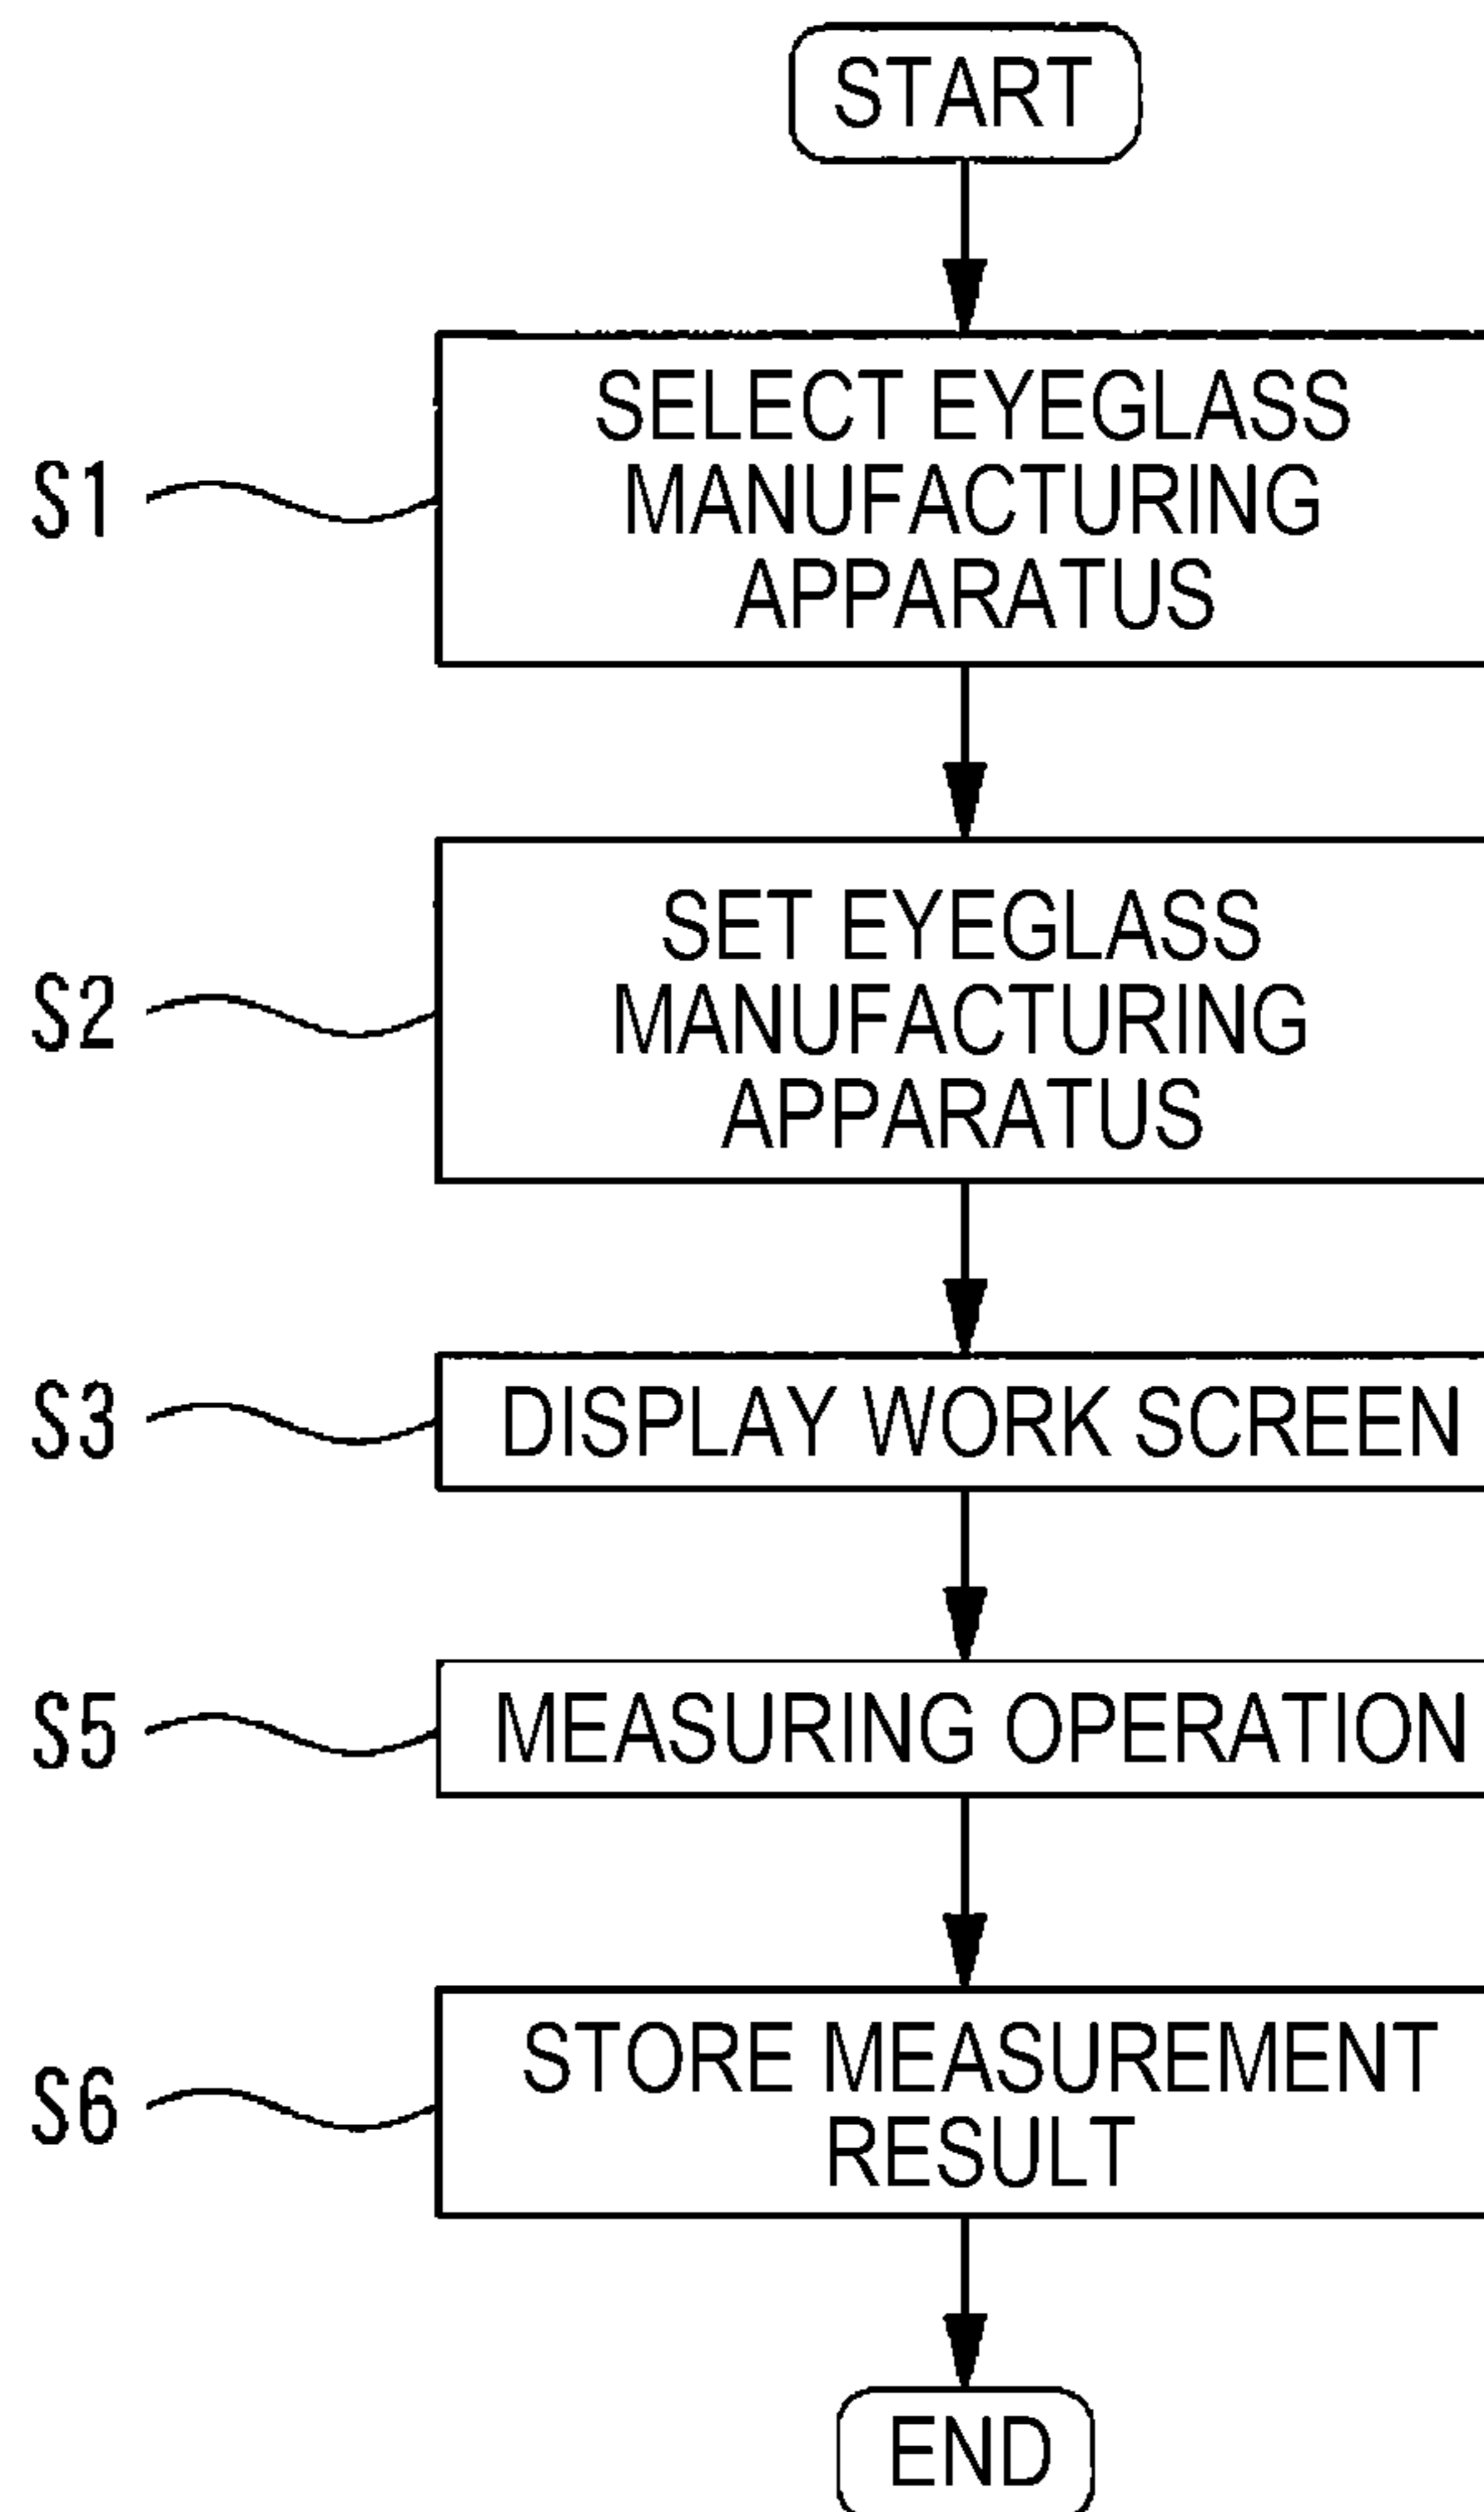 START
S1
SELECT EYEGLASS
MANUFACTURING
APPARATUS
S2
SET EYEGLASS
MANUFACTURING
APPARATUS
S3
DISPLAY WORK SCREEN
S5
MEASURING OPERATION
S6
STORE MEASUREMENT
RESULT
END